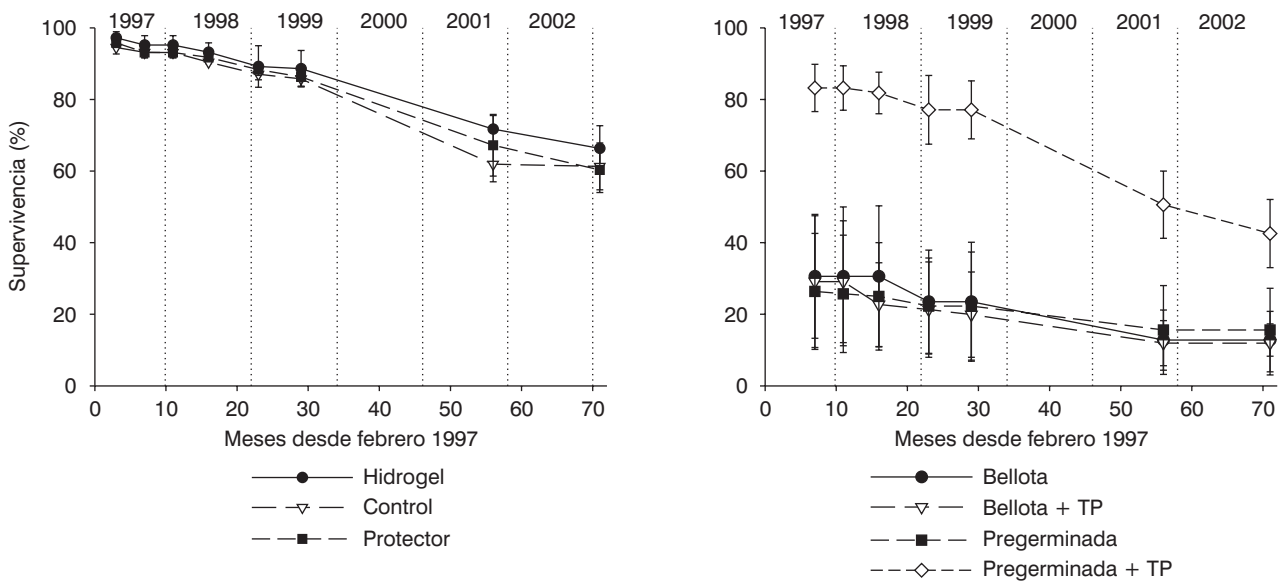 1997 1998 1999 2000 2001 2002
100
80
60
40
20
0
Supervivencia (%)
0 10 20 30 40 50 60 70
Meses desde febrero 1997
Hidrogel
Control
Protector
1997 1998 1999 2000 2001 2002
100
80
60
40
20
0
0 10 20 30 40 50 60 70
Meses desde febrero 1997
Bellota
Bellota + TP
Pregerminada
Pregerminada + TP